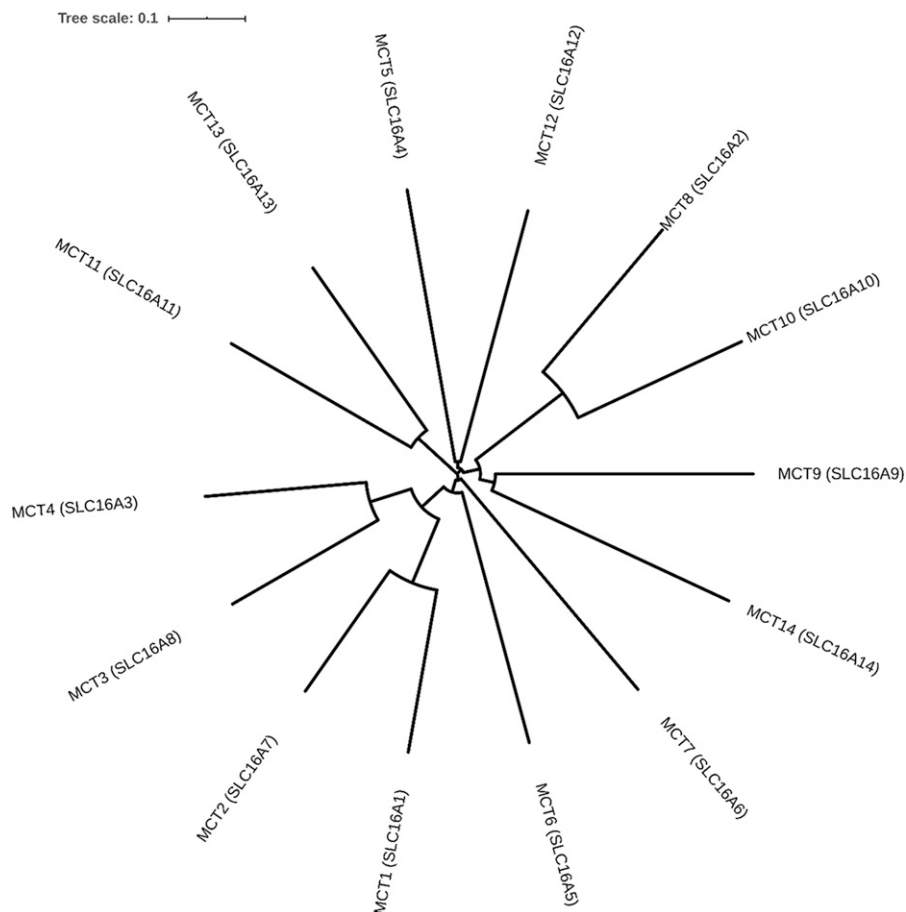 Tree scale: 0.1
MCT5 (SLC16A4)
MCT12 (SLC16A12)
MCT8 (SLC16A2)
MCT10 (SLC16A10)
MCT9 (SLC16A9)
MCT14 (SLC16A14)
MCT7 (SLC16A6)
MCT6 (SLC16A5)
MCT1 (SLC16A1)
MCT2 (SLC16A7)
MCT3 (SLC16A8)
MCT4 (SLC16A3)
MCT11 (SLC16A11)
MCT13 (SLC16A13)